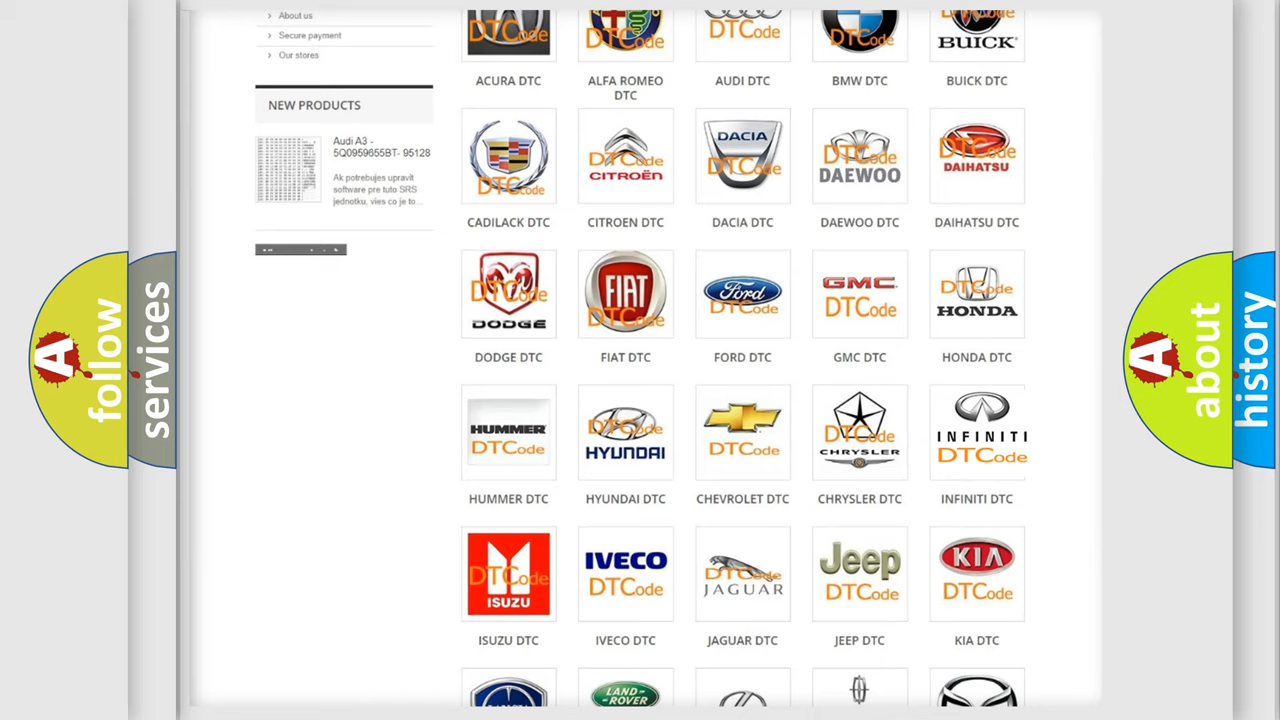 About us
Secure payment
Our stores
NEW PRODUCTS
Audi A3 -
5Q0959655BT- 95128
Ak potrebujes upravit
software pre tuto SRS
jednotku, vies co je to...
A follow
services
DTCode
DTCode
DTCode
DTCode
BUICK
ACURA DTC
ALFA ROMEO
DTC
AUDI DTC
BMW DTC
BUICK DTC
DTCode
DTCode
CITROËN
DACIA
DTCode
DTCode
DAEWOO
DTCode
DAIHATSU
CADILACK DTC
CITROEN DTC
DACIA DTC
DAEWOO DTC
DAIHATSU DTC
DTCode
DODGE
FIAT
DTCode
Ford
DTCode
GMC
DTCode
DTCode
HONDA
DODGE DTC
FIAT DTC
FORD DTC
GMC DTC
HONDA DTC
HUMMER
DTCode
DTCode
HYUNDAI
DTCode
DTCode
CHRYSLER
INFINITI
DTCode
HUMMER DTC
HYUNDAI DTC
CHEVROLET DTC
CHRYSLER DTC
INFINITI DTC
DTCode
ISUZU
IVECO
DTCode
DTCode
JAGUAR
Jeep
DTCode
KIA
DTCode
ISUZU DTC
IVECO DTC
JAGUAR DTC
JEEP DTC
KIA DTC
LAND-
ROVER
A about
history